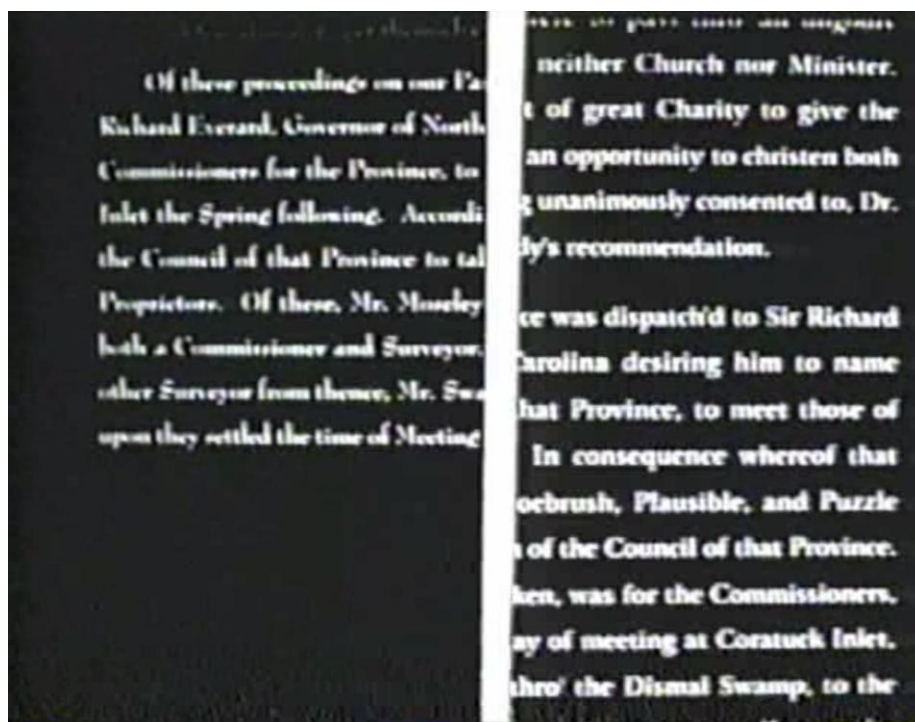 Of these proceedings on our Pa
Richard Everard, Governor of North
Commissioners for the Province, to
Inlet the Spring following. Accordi
the Council of that Province to tal
Proprietors. Of these, Mr. Moseley
both a Commissioner and Surveyor.
other Surveyor from thence, Mr. Swa
upon they settled the time of Meeting
neither Church nor Minister.
t of great Charity to give the
an opportunity to christen both
g unanimously consented to, Dr.
dy's recommendation.
ce was dispatch'd to Sir Richard
Carolina desiring him to name
hat Province, to meet those of
In consequence whereof that
oebrush, Plausible, and Puzzle
n of the Council of that Province.
ken, was for the Commissioners.
ay of meeting at Coratuck Inlet.
thro' the Dismal Swamp, to the